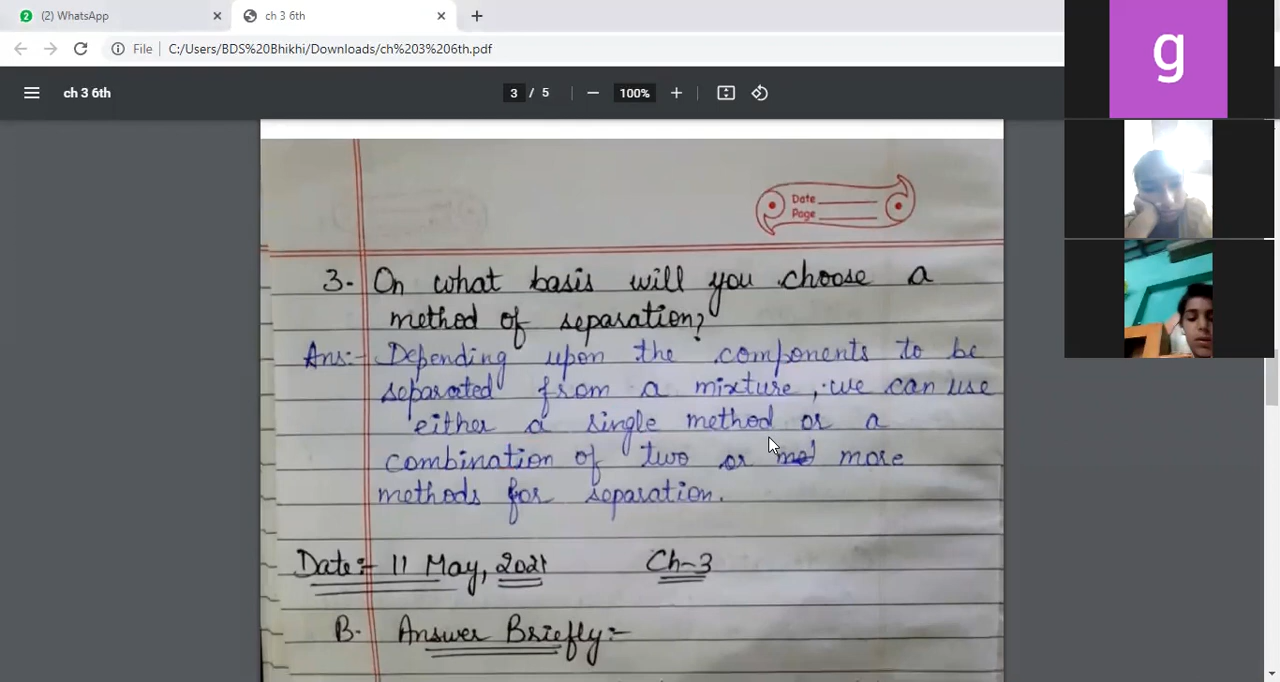 2 (2) WhatsApp
ch 3 6th
File C:/Users/BDS%20Bhikhi/Downloads/ch%203%206th.pdf
ch 3 6th
3 / 5
100%
g
Date
Page
3- On what basis will you choose a
method of separation?
Ans:- Depending upon the components to be
separated from a mixture, we can use
either a single method or a
combination of two or more
methods for separation.
Date:- 11 May, 2021 Ch-3
B. Answer Briefly:-